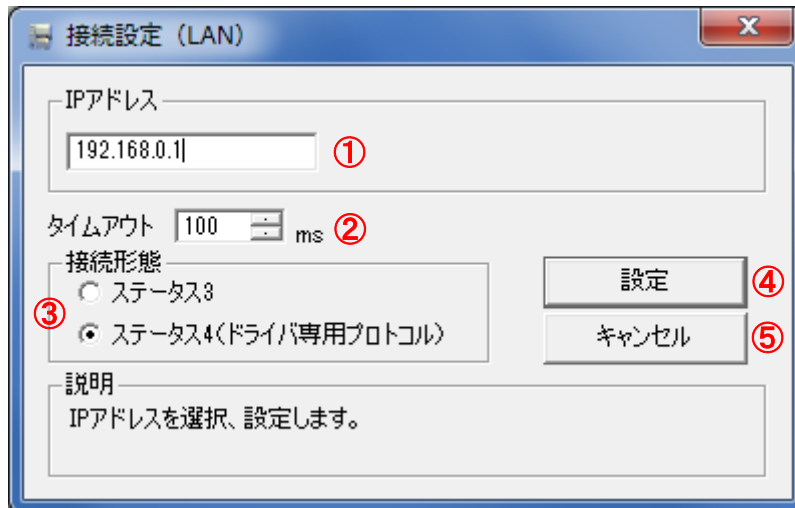 接続設定（LAN）
IPアドレス
192.168.0.1 ①
タイムアウト 100 ms ②
接続形態
③
ステータス3
ステータス4(ドライバ専用プロトコル)
設定 ④
キャンセル ⑤
説明
IPアドレスを選択、設定します。